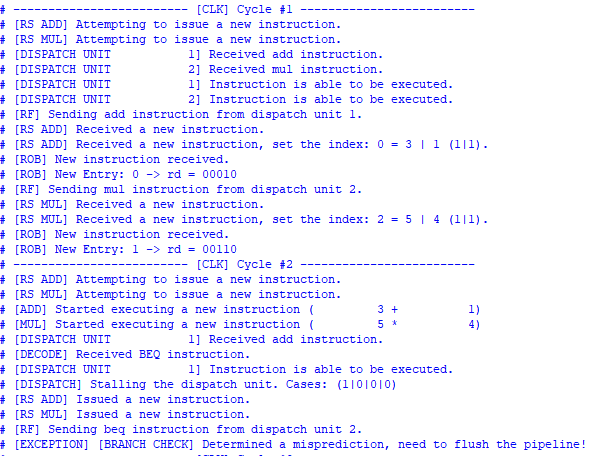 # ------------------------- [CLK] Cycle #1 -------------------------
# [RS ADD] Attempting to issue a new instruction.
# [RS MUL] Attempting to issue a new instruction.
# [DISPATCH UNIT           1] Received add instruction.
# [DISPATCH UNIT           2] Received mul instruction.
# [DISPATCH UNIT           1] Instruction is able to be executed.
# [DISPATCH UNIT           2] Instruction is able to be executed.
# [RF] Sending add instruction from dispatch unit 1.
# [RS ADD] Received a new instruction.
# [RS ADD] Received a new instruction, set the index: 0 = 3 | 1 (1|1).
# [ROB] New instruction received.
# [ROB] New Entry: 0 -> rd = 00010
# [RF] Sending mul instruction from dispatch unit 2.
# [RS MUL] Received a new instruction.
# [RS MUL] Received a new instruction, set the index: 2 = 5 | 4 (1|1).
# [ROB] New instruction received.
# [ROB] New Entry: 1 -> rd = 00110
# ------------------------- [CLK] Cycle #2 -------------------------
# [RS ADD] Attempting to issue a new instruction.
# [RS MUL] Attempting to issue a new instruction.
# [ADD] Started executing a new instruction (         3 +          1)
# [MUL] Started executing a new instruction (         5 *          4)
# [DISPATCH UNIT           1] Received add instruction.
# [DECODE] Received BEQ instruction.
# [DISPATCH UNIT           1] Instruction is able to be executed.
# [DISPATCH] Stalling the dispatch unit. Cases: (1|0|0|0)
# [RS ADD] Issued a new instruction.
# [RS MUL] Issued a new instruction.
# [RF] Sending beq instruction from dispatch unit 2.
# [EXCEPTION] [BRANCH CHECK] Determined a misprediction, need to flush the pipeline!